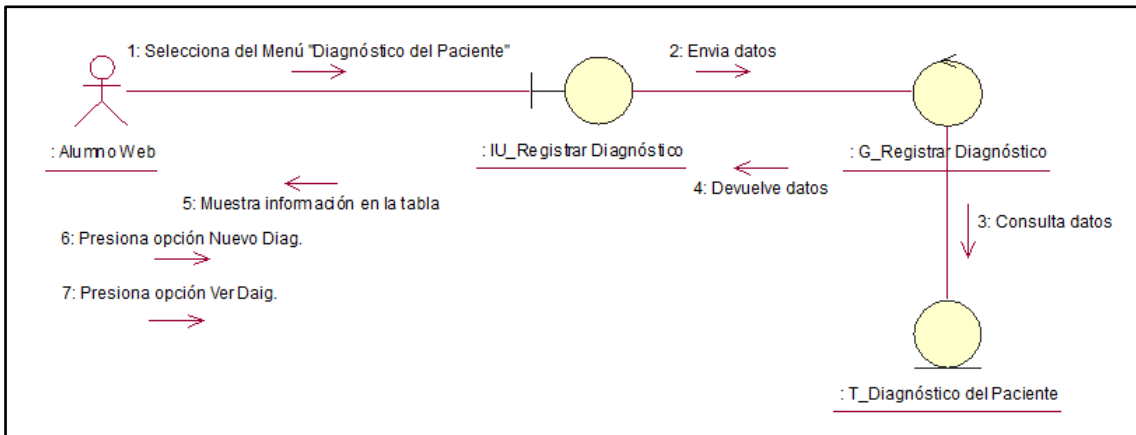 1: Selecciona del Menú "Diagnóstico del Paciente"
2: Envia datos
: Alumno Web
: IU_Registrar Diagnóstico
: G_Registrar Diagnóstico
4: Devuelve datos
5: Muestra información en la tabla
3: Consulta datos
6: Presiona opción Nuevo Diag.
7: Presiona opción Ver Daig.
: T_Diagnóstico del Paciente